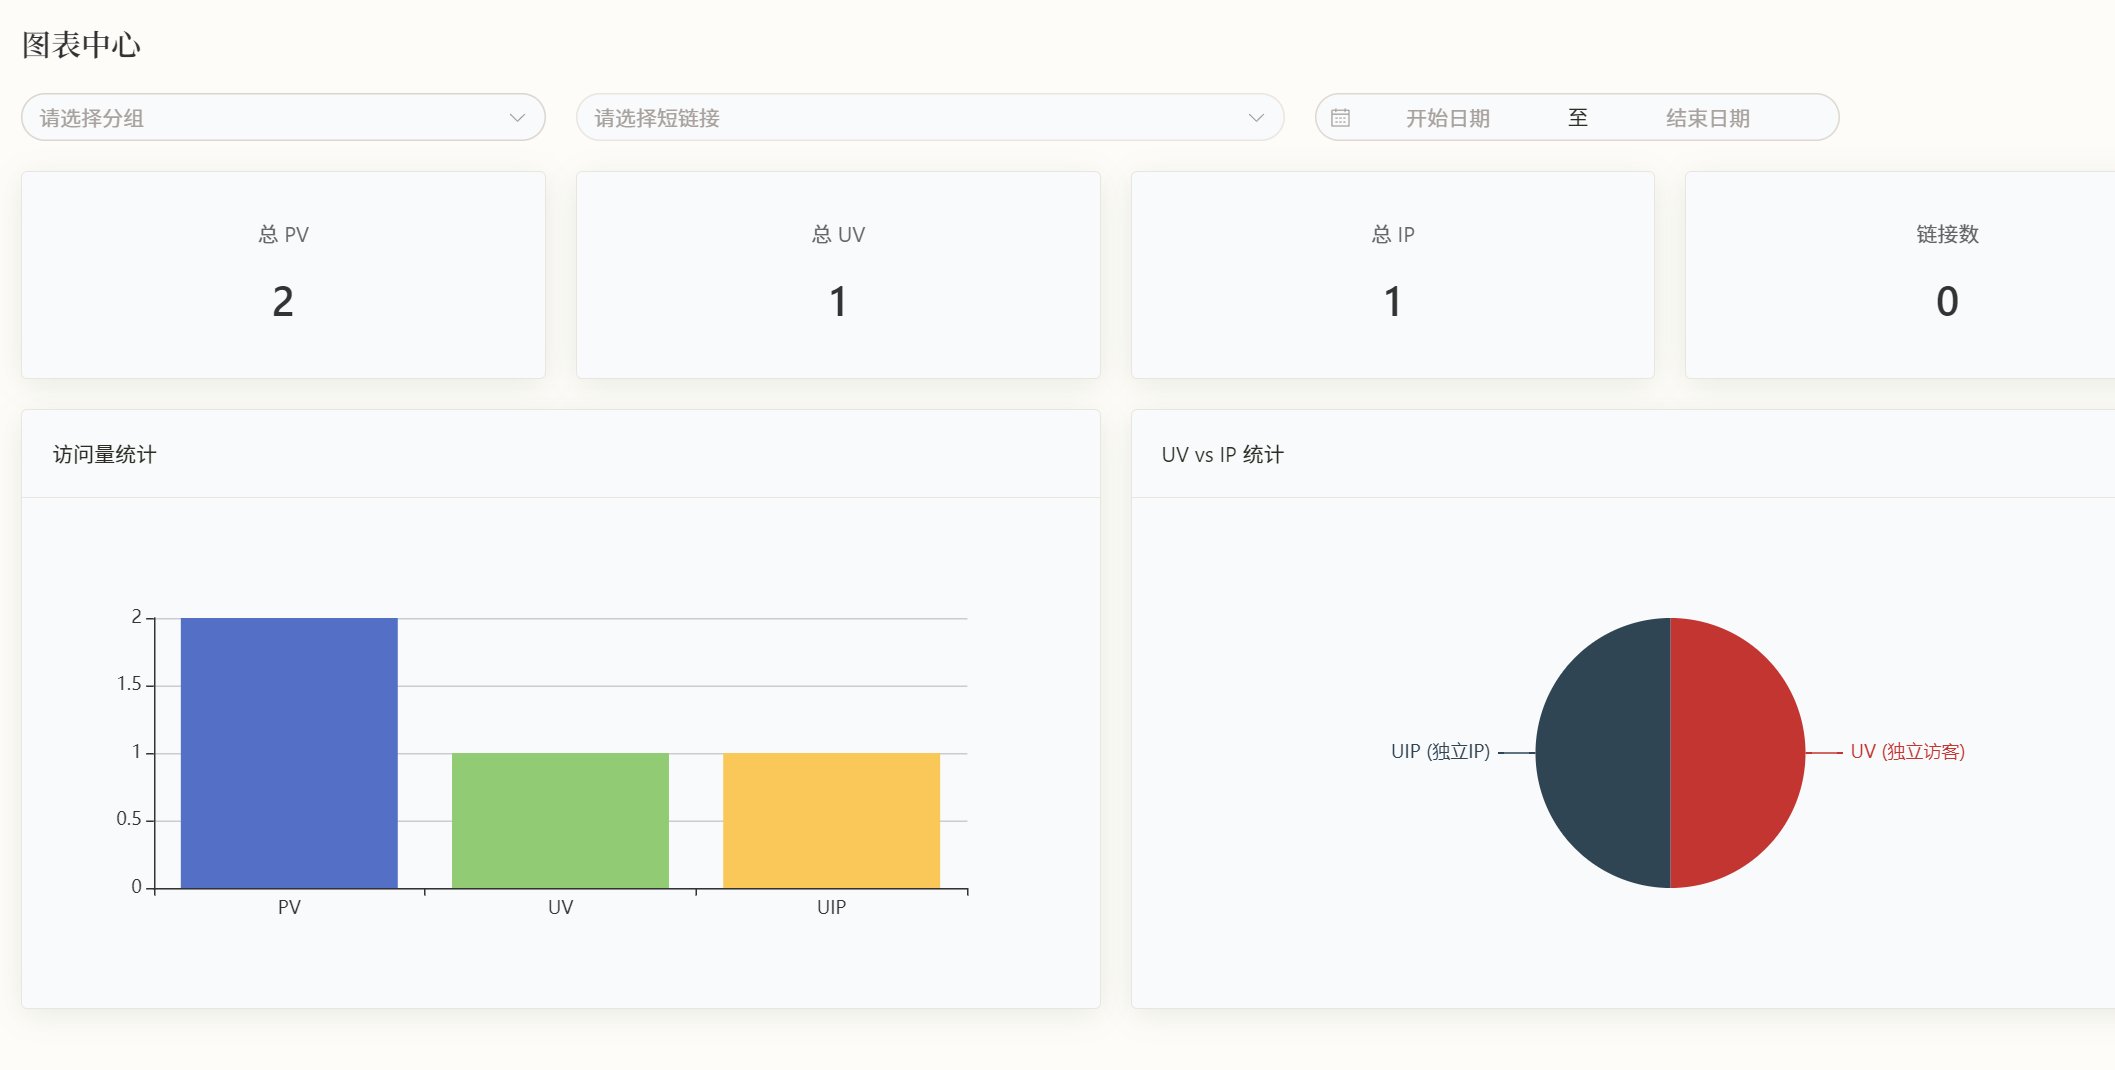 图表中心
请选择分组
请选择短链接
开始日期 至 结束日期
总 PV
2
总 UV
1
总 IP
1
链接数
0
访问量统计
2
1.5
1
0.5
0
PV UV UIP
UV vs IP 统计
UIP (独立IP)
UV (独立访客)